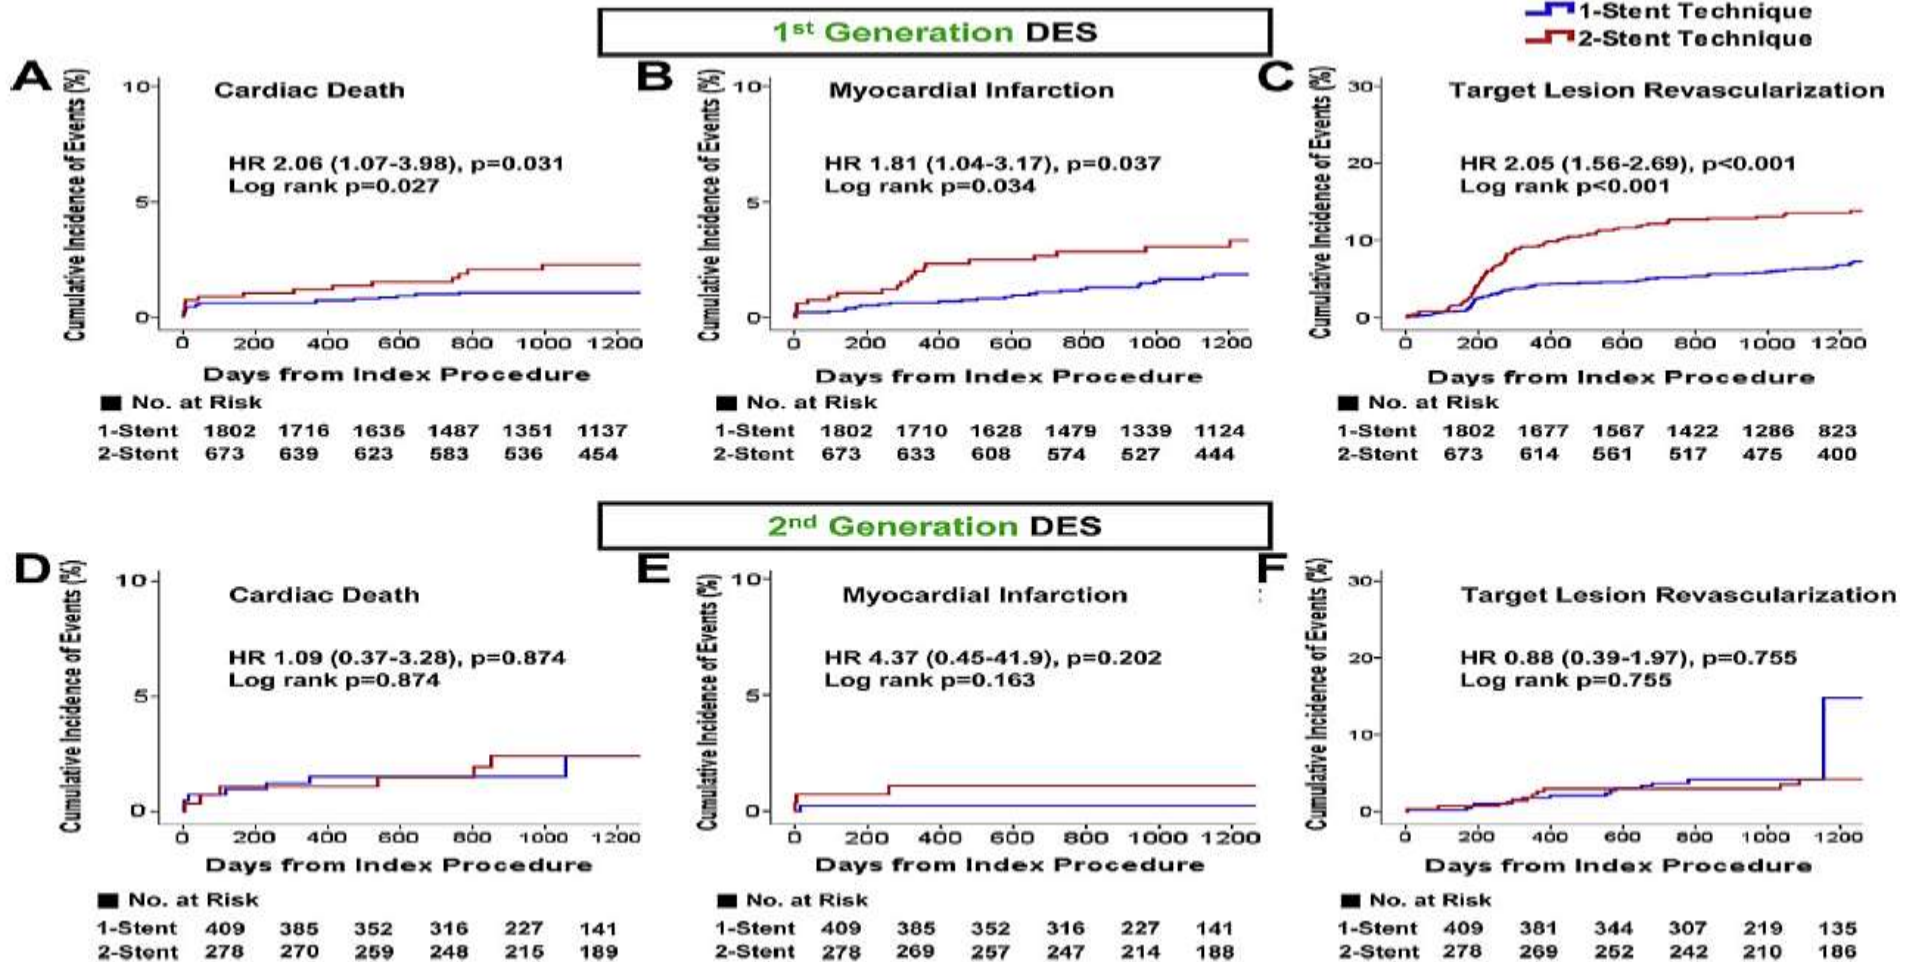 1st Generation DES
1-Stent Technique
2-Stent Technique
A
Cumulative Incidence of Events (%)
10
5
0
Cardiac Death
HR 2.06 (1.07-3.98), p=0.031
Log rank p=0.027
0 200 400 600 800 1000 1200
Days from Index Procedure
No. at Risk
1-Stent 1802 1716 1635 1487 1351 1137
2-Stent 673 639 623 583 536 454
B
Cumulative Incidence of Events (%)
10
5
0
Myocardial Infarction
HR 1.81 (1.04-3.17), p=0.037
Log rank p=0.034
0 200 400 600 800 1000 1200
Days from Index Procedure
No. at Risk
1-Stent 1802 1710 1628 1479 1339 1124
2-Stent 673 633 608 574 527 444
C
Cumulative Incidence of Events (%)
30
20
10
0
Target Lesion Revascularization
HR 2.05 (1.56-2.69), p<0.001
Log rank p<0.001
0 200 400 600 800 1000 1200
Days from Index Procedure
No. at Risk
1-Stent 1802 1677 1567 1422 1286 823
2-Stent 673 614 561 517 475 400
2nd Generation DES
D
Cumulative Incidence of Events (%)
10
5
0
Cardiac Death
HR 1.09 (0.37-3.28), p=0.874
Log rank p=0.874
0 200 400 600 800 1000 1200
Days from Index Procedure
No. at Risk
1-Stent 409 385 352 316 227 141
2-Stent 278 270 259 248 215 189
E
Cumulative Incidence of Events (%)
10
5
0
Myocardial Infarction
HR 4.37 (0.45-41.9), p=0.202
Log rank p=0.163
0 200 400 600 800 1000 1200
Days from Index Procedure
No. at Risk
1-Stent 409 385 352 316 227 141
2-Stent 278 269 257 247 214 188
F
Cumulative Incidence of Events (%)
30
20
10
0
Target Lesion Revascularization
HR 0.88 (0.39-1.97), p=0.755
Log rank p=0.755
0 200 400 600 800 1000 1200
Days from Index Procedure
No. at Risk
1-Stent 409 381 344 307 219 135
2-Stent 278 269 252 242 210 186